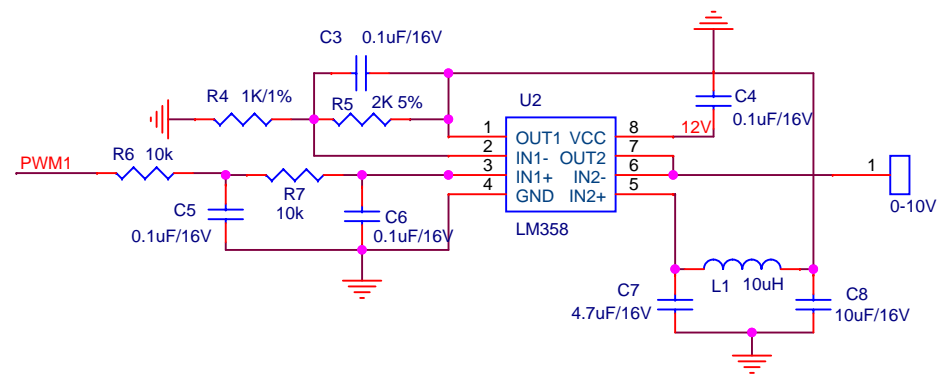 C3 0.1uF/16V
R4 1K/1%
R5 2K 5%
U2
C4
0.1uF/16V
12V
1 OUT1 VCC 8
2 IN1- OUT2 7
3 IN1+ IN2- 6
4 GND IN2+ 5
LM358
PWM1
R6 10k
R7
10k
C5
0.1uF/16V
C6
0.1uF/16V
1
0-10V
L1 10uH
C7
4.7uF/16V
C8
10uF/16V